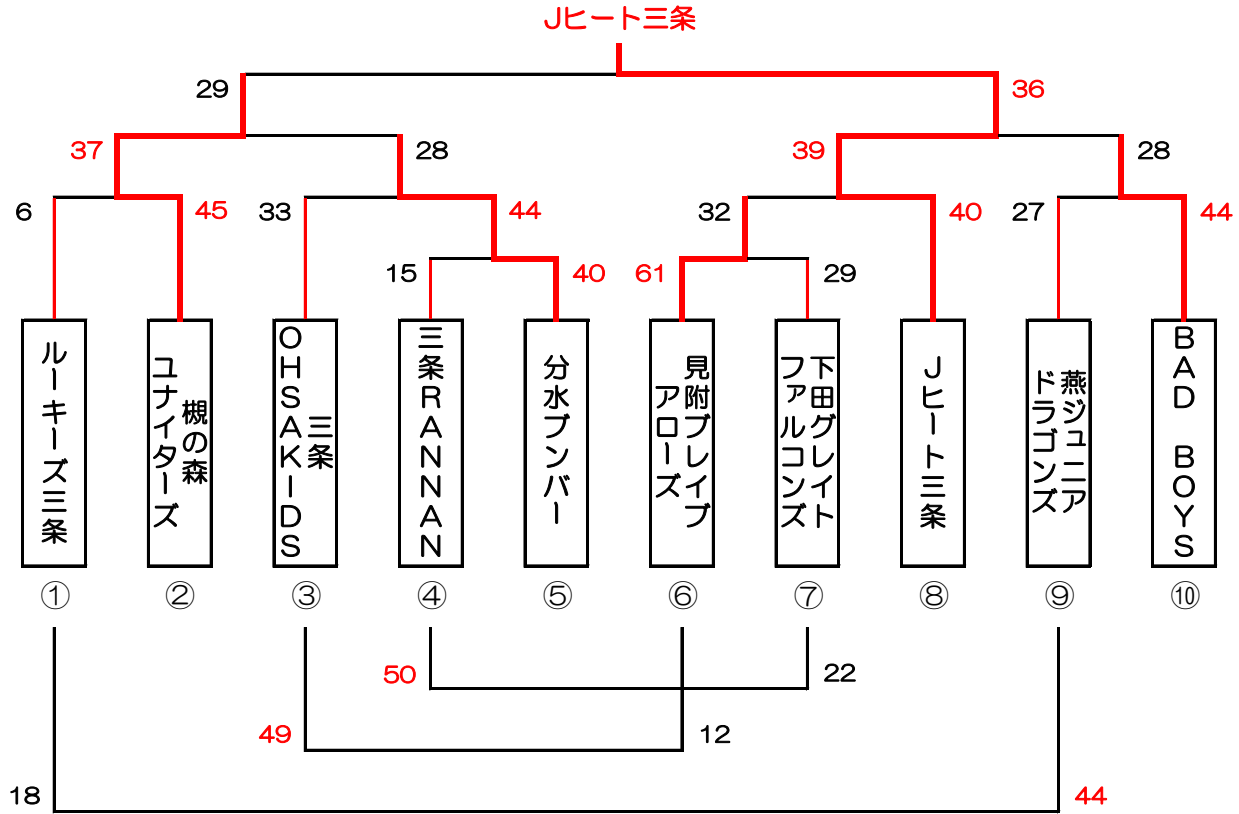 Jヒート三条
29
36
37
28
39
28
6
45
33
44
32
40
27
44
15
40
61
29
ルーキーズ三条
槻の森
ユナイターズ
三条
OHSAKIDS
三条RANNAN
分水ブンバー
見附ブレイブ
アローズ
下田グレイト
ファルコンズ
Jヒート三条
燕ジュニア
ドラゴンズ
BAD BOYS
①
②
③
④
⑤
⑥
⑦
⑧
⑨
⑩
50
22
49
12
18
44